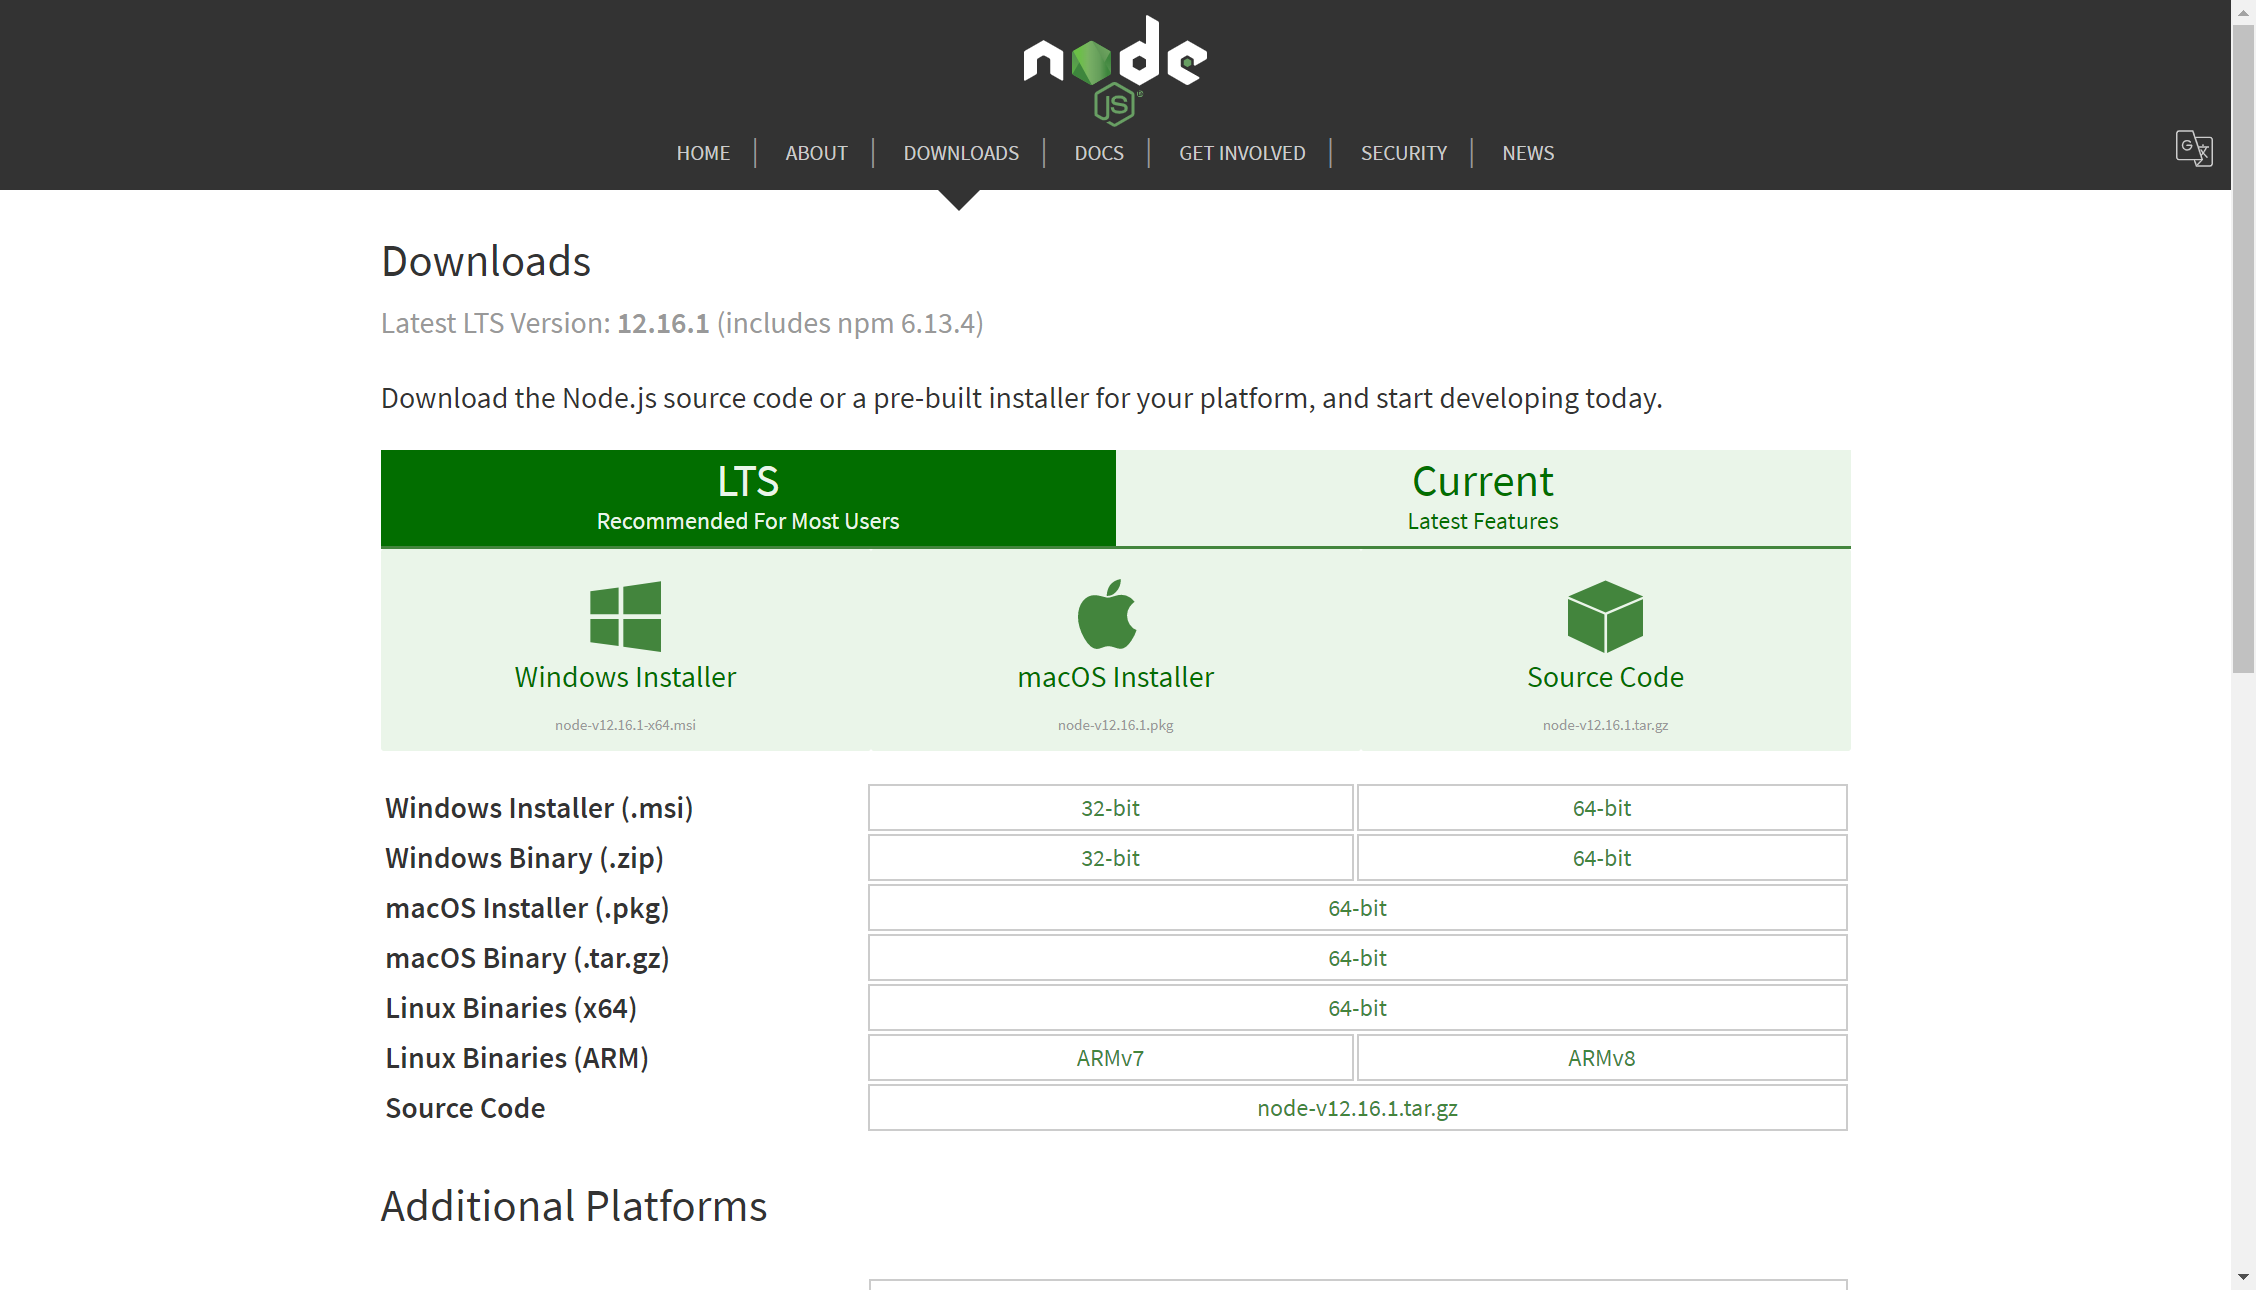 node
JS
HOME | ABOUT | DOWNLOADS | DOCS | GET INVOLVED | SECURITY | NEWS
Downloads
Latest LTS Version: 12.16.1 (includes npm 6.13.4)
Download the Node.js source code or a pre-built installer for your platform, and start developing today.
LTS
Recommended For Most Users
Current
Latest Features
Windows Installer
node-v12.16.1-x64.msi
macOS Installer
node-v12.16.1.pkg
Source Code
node-v12.16.1.tar.gz
Windows Installer (.msi) 32-bit 64-bit
Windows Binary (.zip) 32-bit 64-bit
macOS Installer (.pkg) 64-bit
macOS Binary (.tar.gz) 64-bit
Linux Binaries (x64) 64-bit
Linux Binaries (ARM) ARMv7 ARMv8
Source Code node-v12.16.1.tar.gz
Additional Platforms